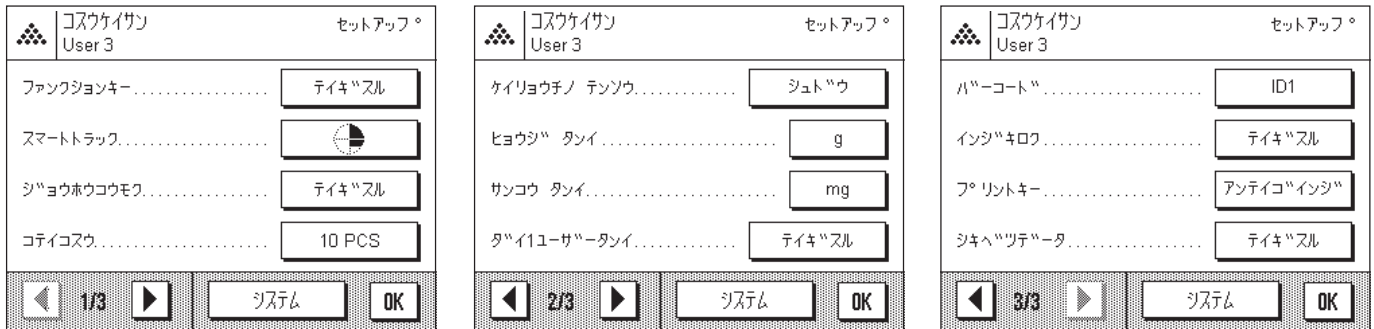 コスウケイサン
User 3
セットアップ
ファンクションキー................. テイギスル
スマートトラック...................
ジョウホウコウモク................. テイギスル
コテイコスウ...................... 10 PCS
1/3 システム OK
コスウケイサン
User 3
セットアップ
ケイリョウチノ テンソウ............. シュドウ
ヒョウジ タンイ................... g
サンコウ タンイ................... mg
ダイ1ユーザータンイ............. テイギスル
2/3 システム OK
コスウケイサン
User 3
セットアップ
バーコード...................... ID1
インジキロク..................... テイギスル
プリントキー..................... アンテイゴインジ
シキベツデータ................... テイギスル
3/3 システム OK